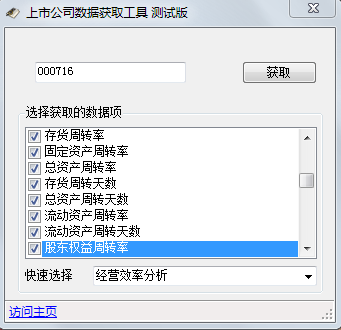 上市公司数据获取工具 测试版
000716
获取
选择获取的数据项
存货周转率
固定资产周转率
总资产周转率
存货周转天数
总资产周转天数
流动资产周转率
流动资产周转天数
股东权益周转率
快速选择
经营效率分析
访问主页